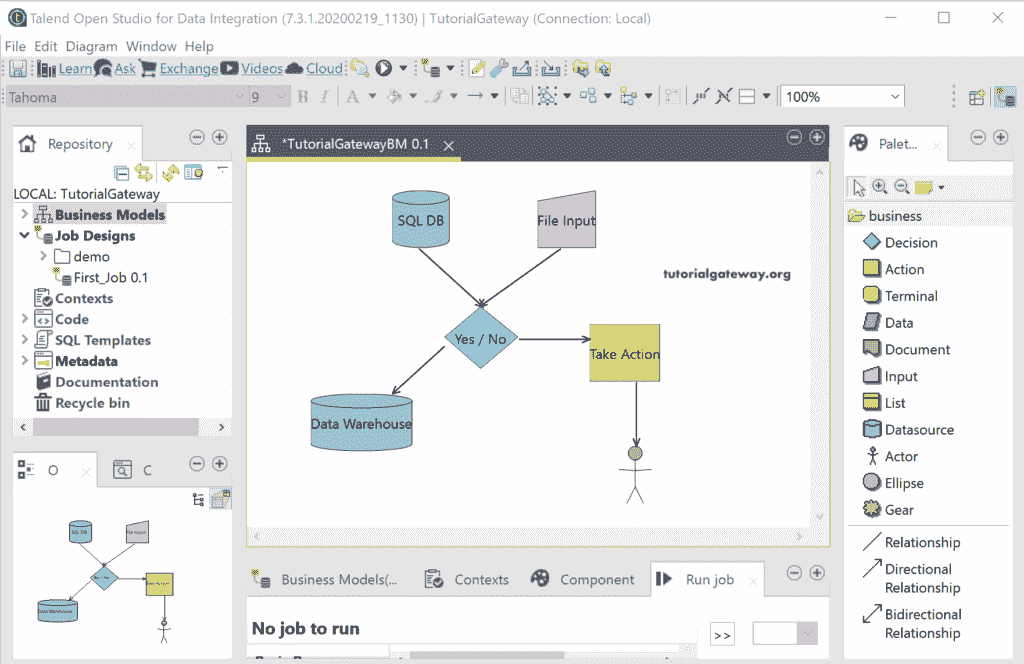 Talend Open Studio for Data Integration (7.3.1.20200219_1130) | TutorialGateway (Connection: Local)
File Edit Diagram Window Help
Learn Ask Exchange Videos Cloud
Tahoma 9 B I A 100%
Repository
LOCAL: TutorialGateway
Business Models
Job Designs
demo
First_Job 0.1
Contexts
Code
SQL Templates
Metadata
Documentation
Recycle bin
O C
SQL DB File Input
Yes / No
Data Warehouse
*TutorialGatewayBM 0.1
SQL DB
File Input
tutorialgateway.org
Yes / No
Take Action
Data Warehouse
Business Models(... Contexts Component Run job
No job to run
>>
Palet...
business
Decision
Action
Terminal
Data
Document
Input
List
Datasource
Actor
Ellipse
Gear
Relationship
Directional
Relationship
Bidirectional
Relationship